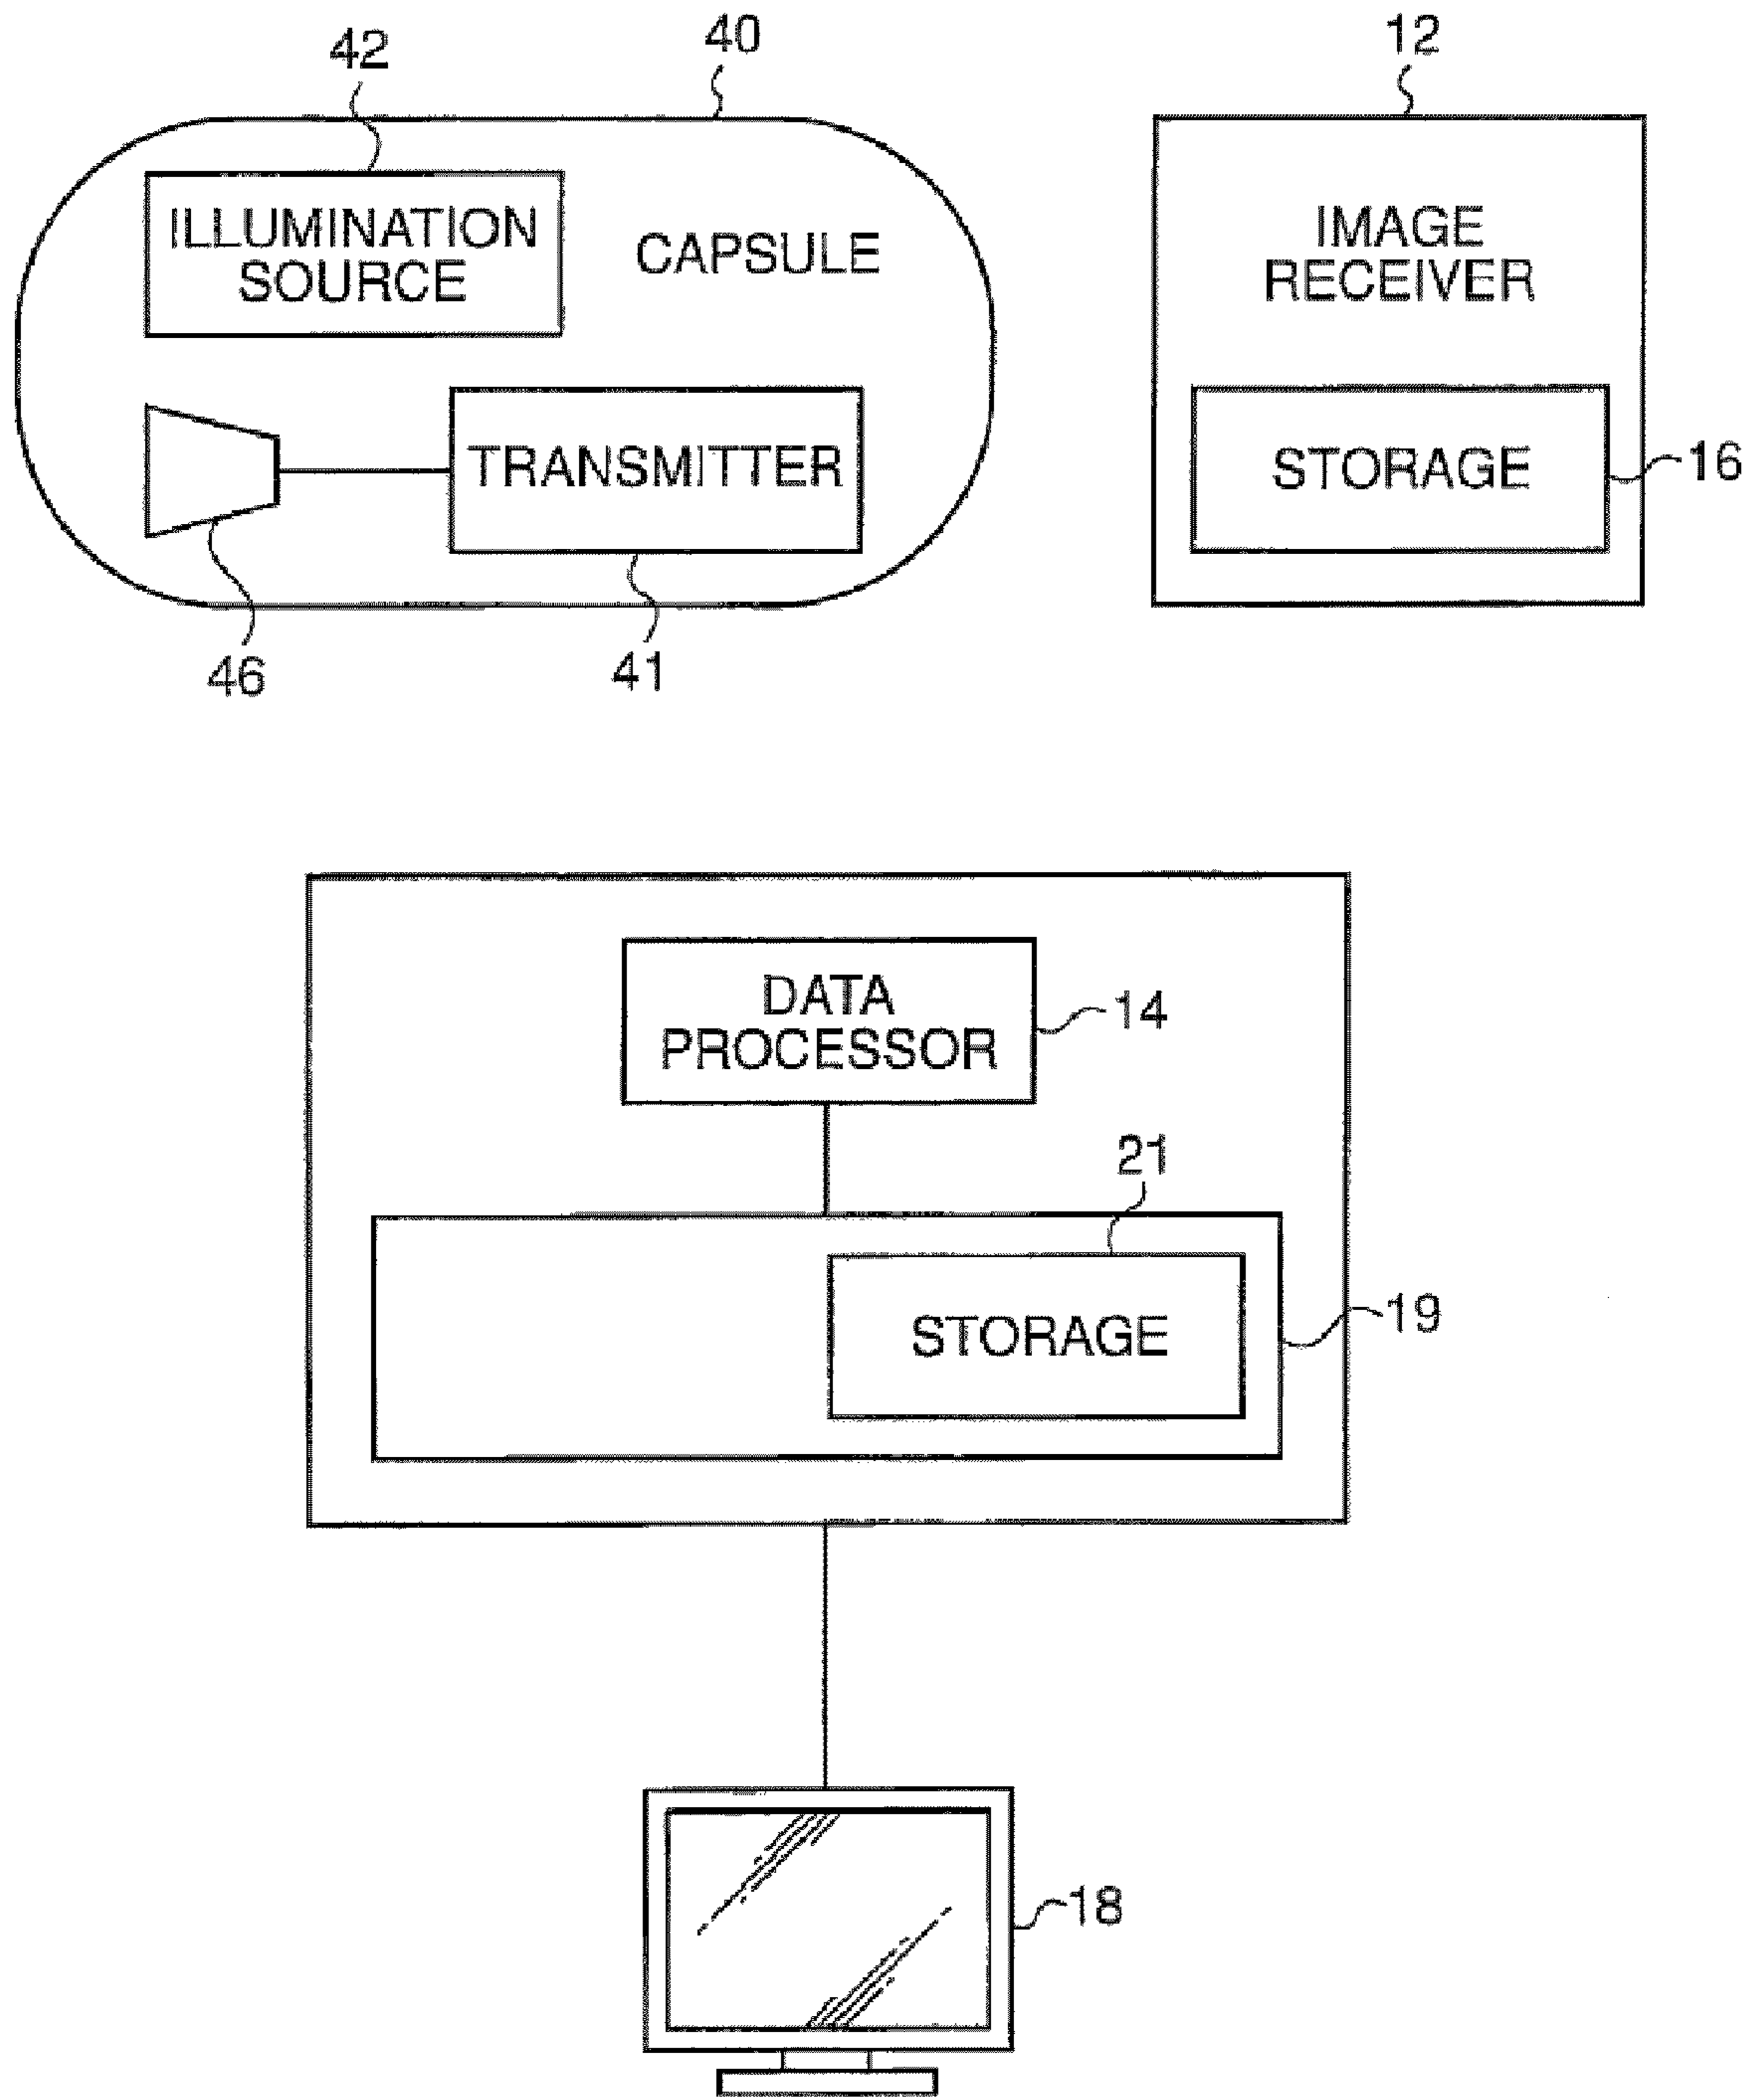 42
40
12
ILLUMINATION
SOURCE
CAPSULE
IMAGE
RECEIVER
TRANSMITTER
STORAGE
16
46
41
DATA
PROCESSOR
14
21
STORAGE
19
18